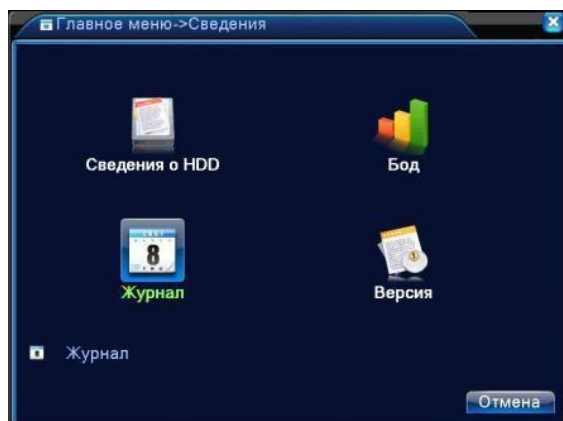 Главное меню->Сведения
Сведения о HDD
Бод
8
Журнал
Версия
Журнал
Отмена